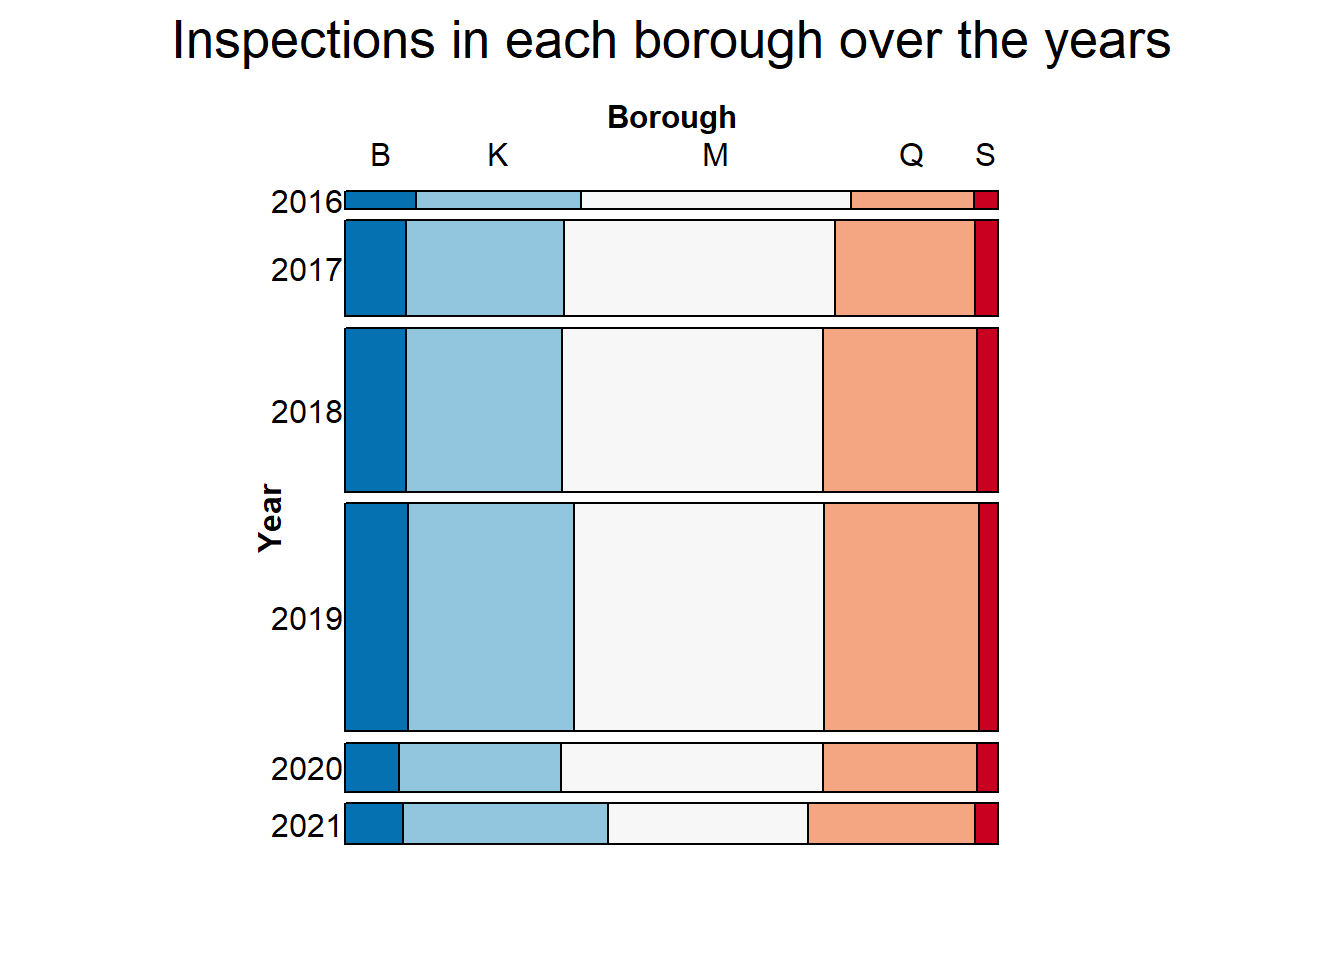 Inspections in each borough over the years
Borough
B K M Q S
2016
2017
2018
Year
2019
2020
2021